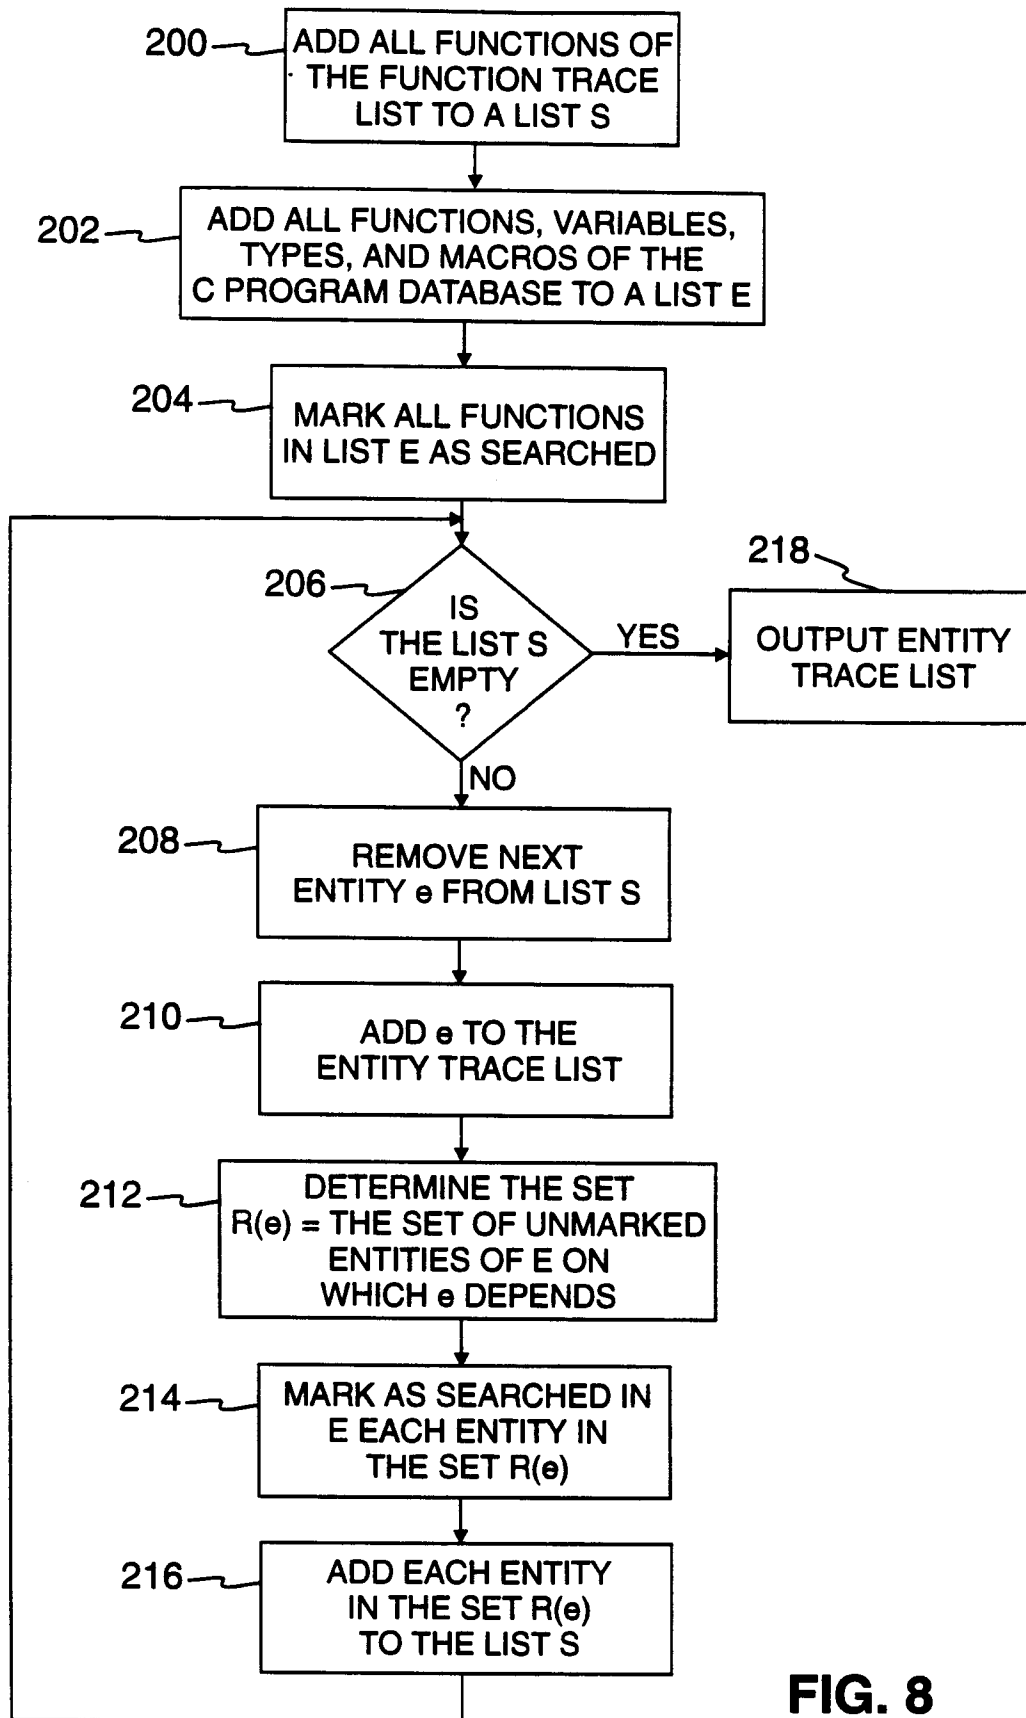 200
ADD ALL FUNCTIONS OF
THE FUNCTION TRACE
LIST TO A LIST S
202
ADD ALL FUNCTIONS, VARIABLES,
TYPES, AND MACROS OF THE
C PROGRAM DATABASE TO A LIST E
204
MARK ALL FUNCTIONS
IN LIST E AS SEARCHED
206
IS
THE LIST S
EMPTY
?
YES
218
OUTPUT ENTITY
TRACE LIST
NO
208
REMOVE NEXT
ENTITY e FROM LIST S
210
ADD e TO THE
ENTITY TRACE LIST
212
DETERMINE THE SET
R(e) = THE SET OF UNMARKED
ENTITIES OF E ON
WHICH e DEPENDS
214
MARK AS SEARCHED IN
E EACH ENTITY IN
THE SET R(e)
216
ADD EACH ENTITY
IN THE SET R(e)
TO THE LIST S
FIG. 8